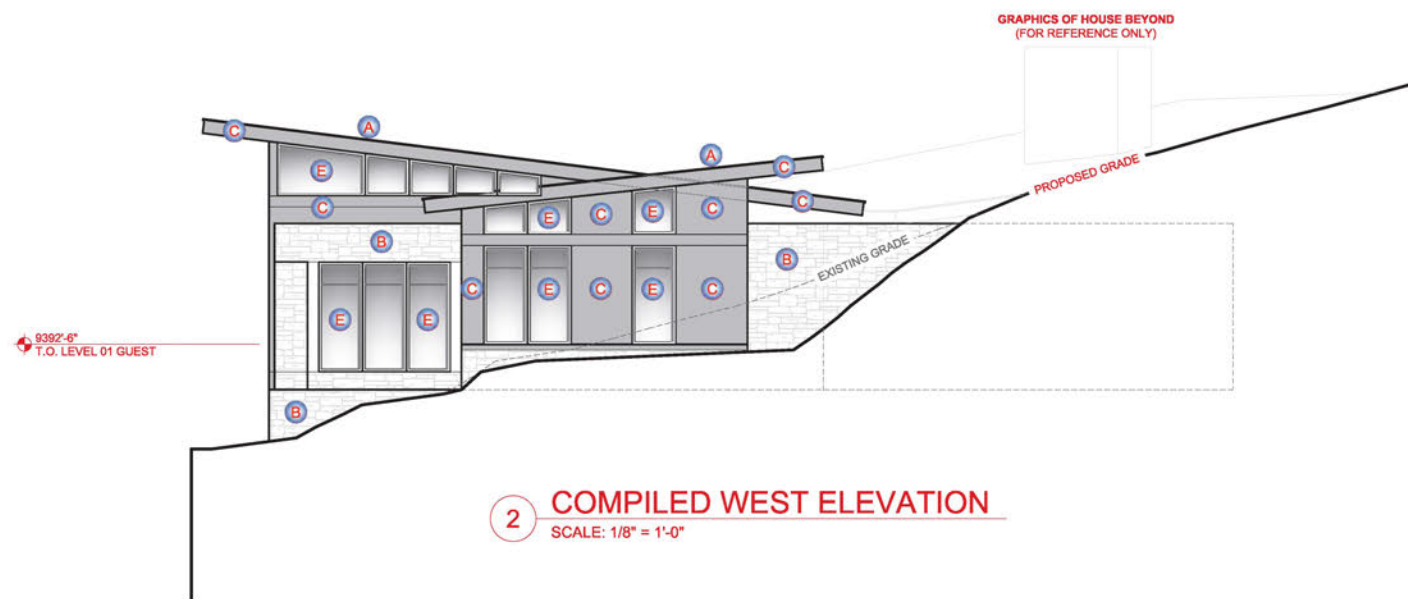 GRAPHICS OF HOUSE BEYOND
(FOR REFERENCE ONLY)
A
C
A
E
C
PROPOSED GRADE
C
C
E
C
E
C
B
EXISTING GRADE
B
C
E
C
E
C
E
E
9392'-6"
T.O. LEVEL 01 GUEST
B
2
COMPILED WEST ELEVATION
SCALE: 1/8" = 1'-0"